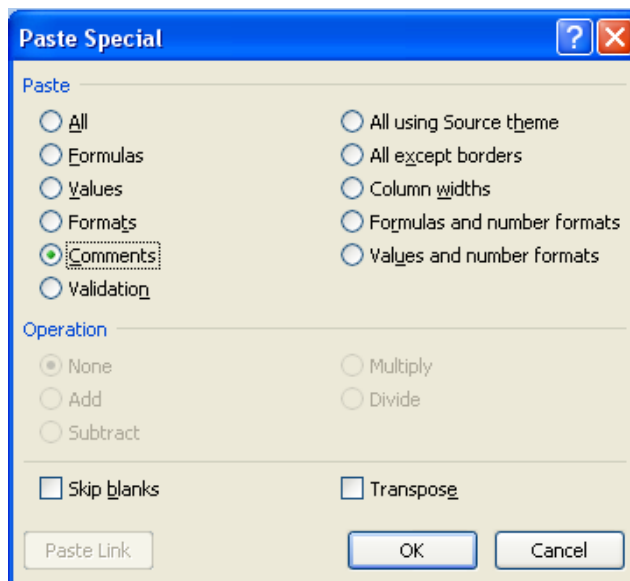 Paste Special
?
Paste
All
All using Source theme
Formulas
All except borders
Values
Column widths
Formats
Formulas and number formats
Comments
Values and number formats
Validation
Operation
None
Multiply
Add
Divide
Subtract
Skip blanks
Transpose
Paste Link
OK
Cancel